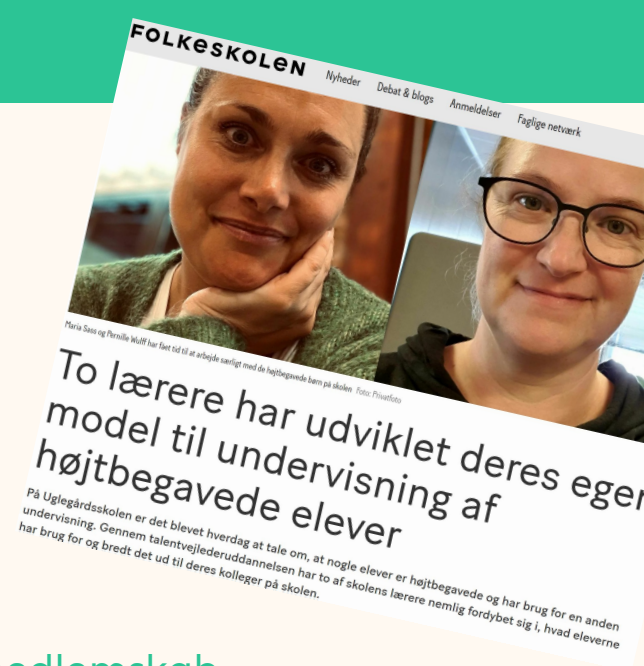 FOLKESKOLEN
Nyheder Debat & blogs Anmeldelser Faglige netværk
Maria Sass og Pernille Wulff har fået tid til at arbejde særligt med de højtbegavede børn på skolen Foto: Privatfoto
To lærere har udviklet deres egen
model til undervisning af
højtbegavede elever
På Uglegårdsskolen er det blevet hverdag at tale om, at nogle elever er højtbegavede og har brug for en anden
undervisning. Gennem talentvejlederuddannelsen har to af skolens lærere nemlig fordybet sig i, hvad eleverne
har brug for og bredt det ud til deres kolleger på skolen.